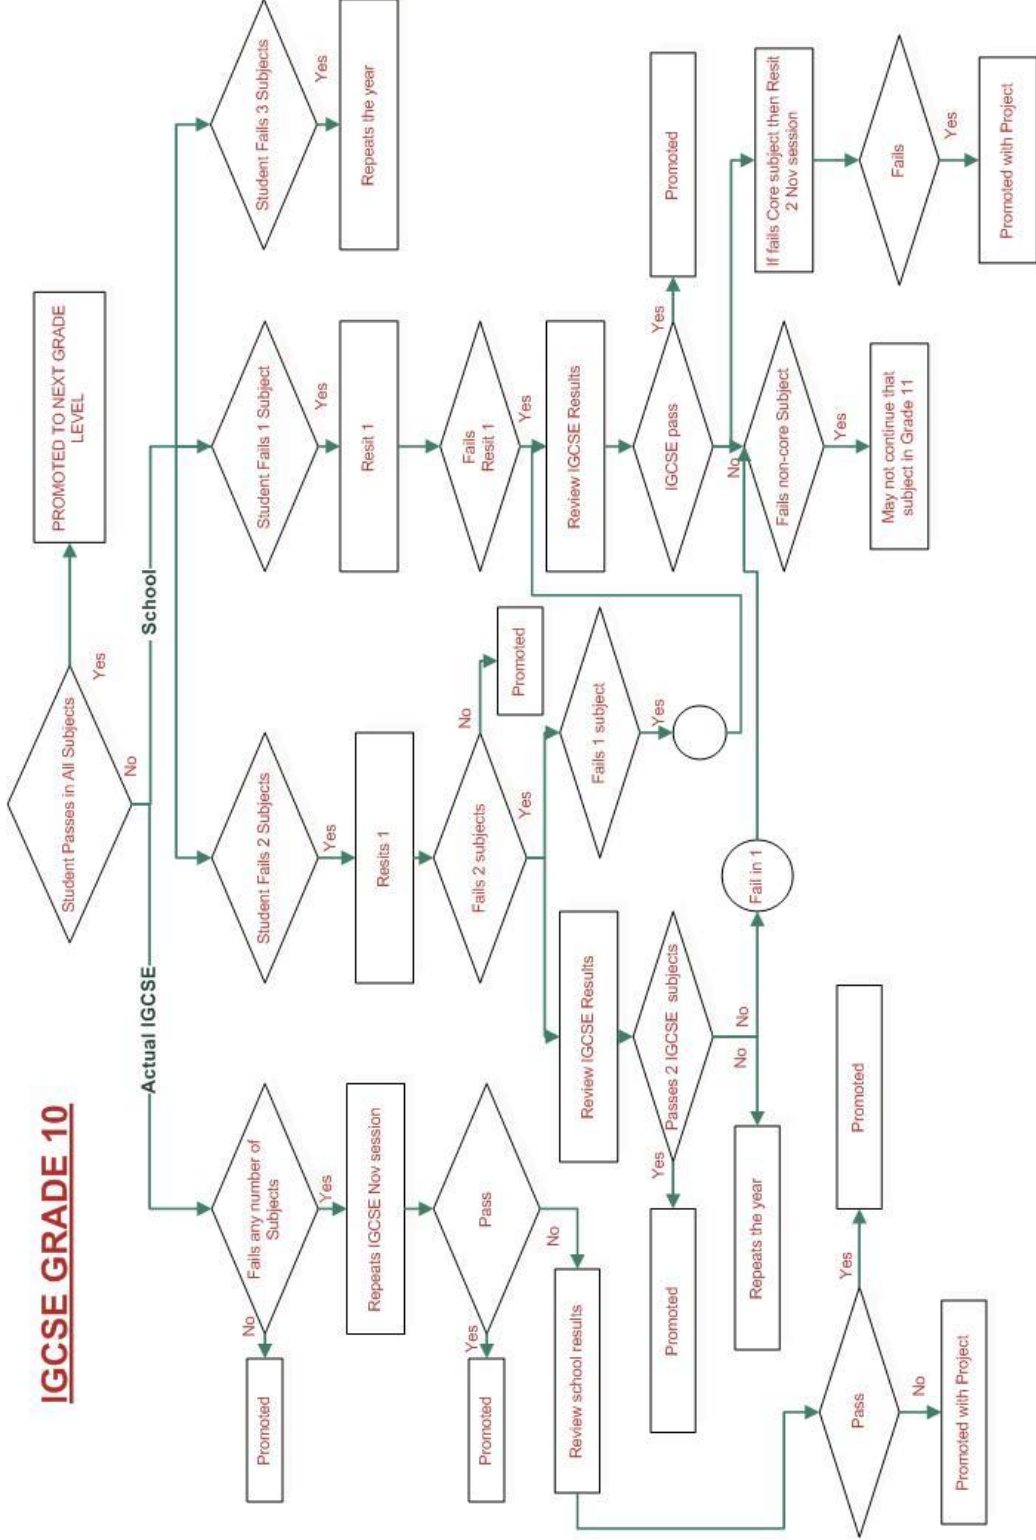 IGCSE GRADE 10
Student Passes in All Subjects
Yes
PROMOTED TO NEXT GRADE
LEVEL
No
Actual IGCSE
School
Fails any number of
Subjects
No
Promoted
Yes
Repeats IGCSE Nov session
Pass
Yes
Promoted
No
Review school results
Pass
Yes
Promoted
No
Promoted with Project
Student Fails 2 Subjects
Yes
Resits 1
Fails 2 subjects
No
Promoted
Yes
Review IGCSE Results
Passes 2 IGCSE subjects
Yes
Promoted
No
No
Repeats the year
Fail in 1
Fails 1 subject
Yes
Student Fails 1 Subject
Yes
Resit 1
Fails
Resit 1
Yes
Review IGCSE Results
IGCSE pass
Yes
Promoted
No
Fails non-core Subject
Yes
May not continue that
subject in Grade 11
If fails Core subject then Resit
2 Nov session
Fails
Yes
Promoted with Project
Student Fails 3 Subjects
Yes
Repeats the year